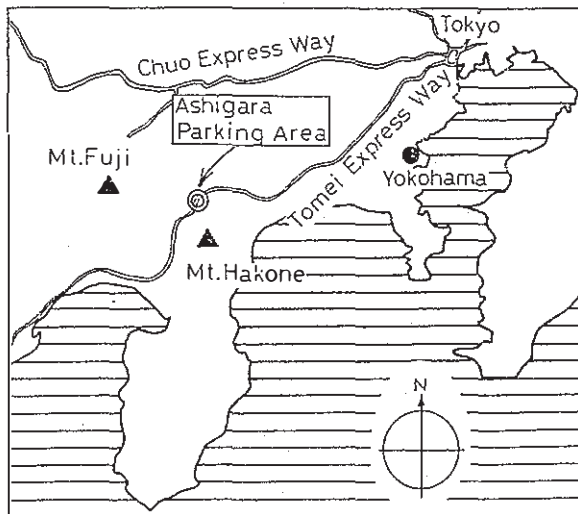 Tokyo
Chuo Express Way
Ashigara
Parking Area
Mt.Fuji
Tomei Express Way
Yokohama
Mt.Hakone
N